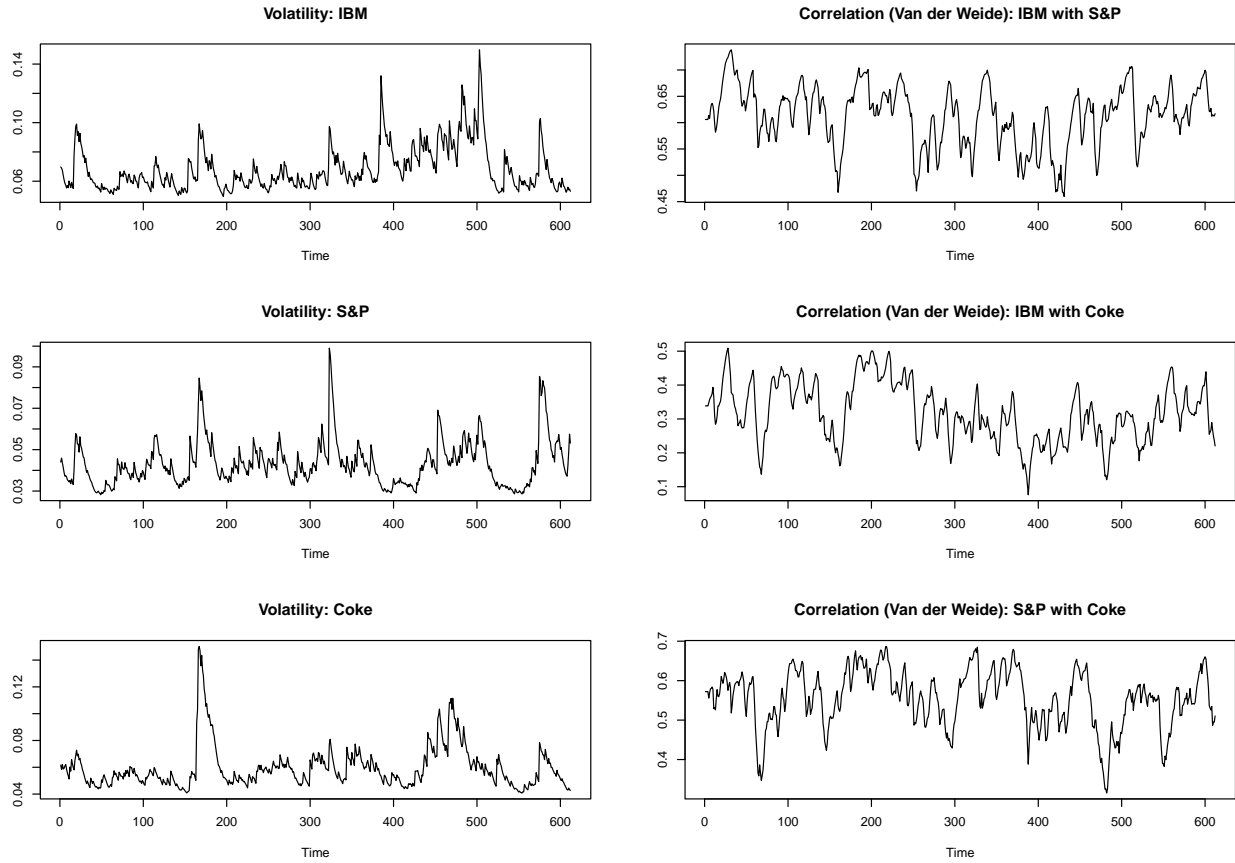 Volatility: IBM
0.06 0.10 0.14
0 100 200 300 400 500 600
Time
Correlation (Van der Weide): IBM with S&P
0.45 0.55 0.65
0 100 200 300 400 500 600
Time
Volatility: S&P
0.03 0.05 0.07 0.09
0 100 200 300 400 500 600
Time
Correlation (Van der Weide): IBM with Coke
0.1 0.2 0.3 0.4 0.5
0 100 200 300 400 500 600
Time
Volatility: Coke
0.04 0.08 0.12
0 100 200 300 400 500 600
Time
Correlation (Van der Weide): S&P with Coke
0.4 0.5 0.6 0.7
0 100 200 300 400 500 600
Time